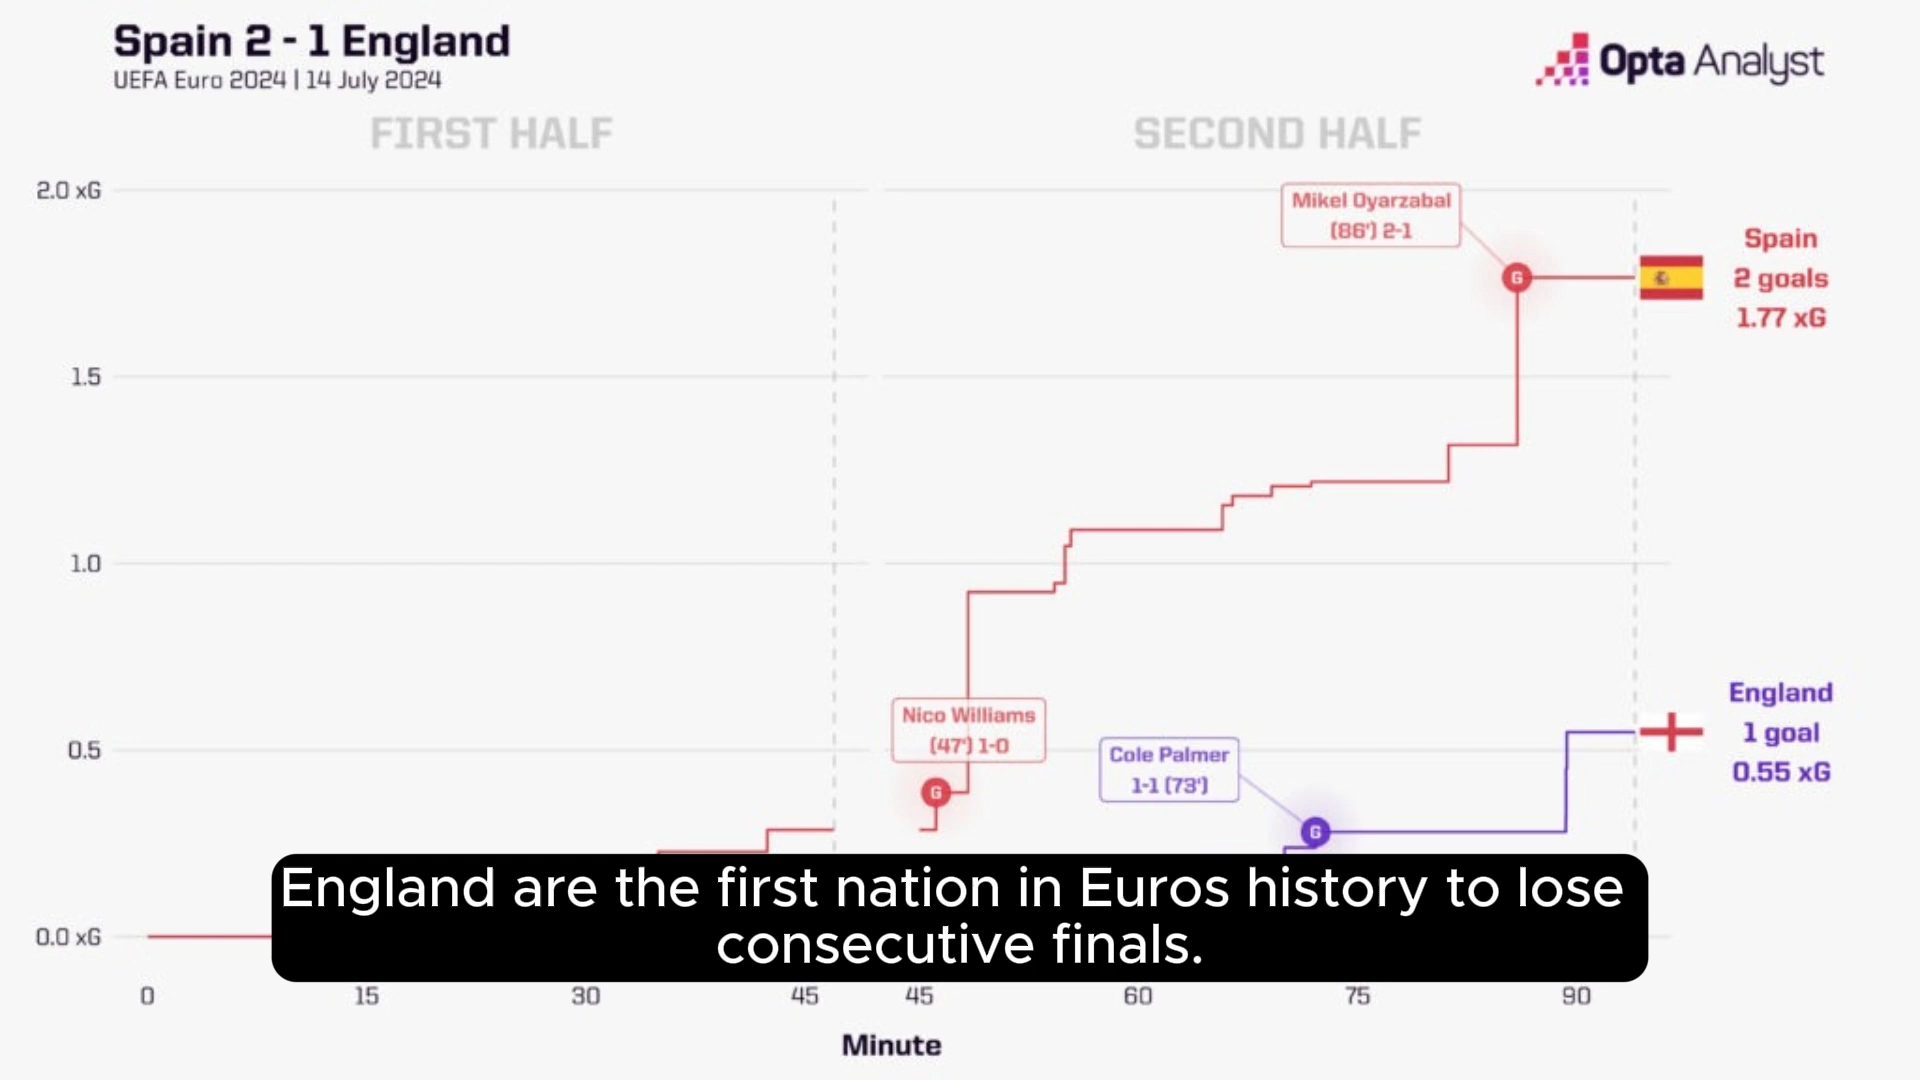 Spain 2 - 1 England
UEFA Euro 2024 | 14 July 2024
Opta Analyst
FIRST HALF
SECOND HALF
2.0 xG
1.5
1.0
0.5
0.0 xG
Mikel Oyarzabal
(86') 2-1
Spain
2 goals
1.77 xG
G
Nico Williams
(47') 1-0
G
Cole Palmer
1-1 (73')
G
England
1 goal
0.55 xG
England are the first nation in Euros history to lose
consecutive finals.
0 15 30 45 45 60 75 90
Minute